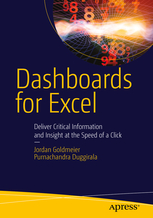 Dashboards
for Excel
Deliver Critical Information
and Insight at the Speed of a Click
—
Jordan Goldmeier
Purnachandra Duggirala
Apress®